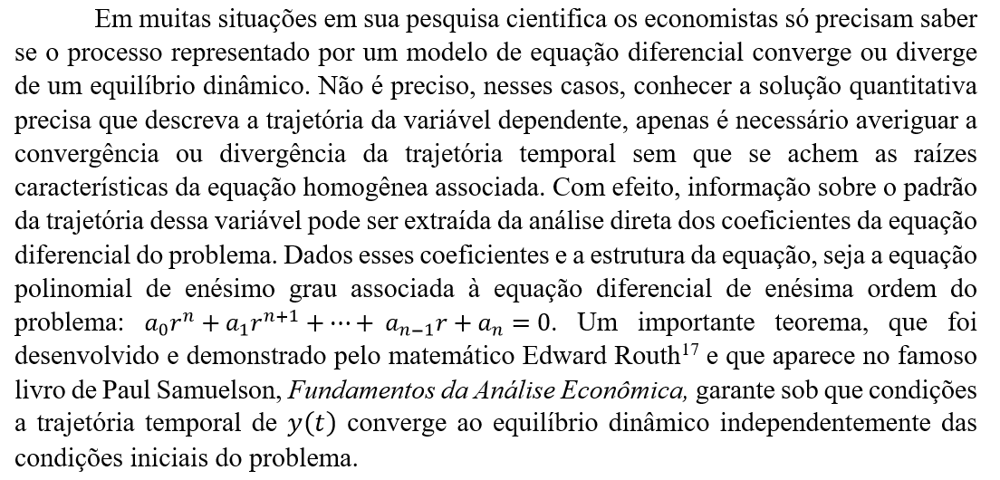 Em muitas situações em sua pesquisa cientifica os economistas só precisam saber
se o processo representado por um modelo de equação diferencial converge ou diverge
de um equilíbrio dinâmico. Não é preciso, nesses casos, conhecer a solução quantitativa
precisa que descreva a trajetória da variável dependente, apenas é necessário averiguar a
convergência ou divergência da trajetória temporal sem que se achem as raízes
características da equação homogênea associada. Com efeito, informação sobre o padrão
da trajetória dessa variável pode ser extraída da análise direta dos coeficientes da equação
diferencial do problema. Dados esses coeficientes e a estrutura da equação, seja a equação
polinomial de enésimo grau associada à equação diferencial de enésima ordem do
problema: a₀rⁿ + a₁rⁿ⁺¹ + ⋯ + aₙ₋₁r + aₙ = 0. Um importante teorema, que foi
desenvolvido e demonstrado pelo matemático Edward Routh¹⁷ e que aparece no famoso
livro de Paul Samuelson, Fundamentos da Análise Econômica, garante sob que condições
a trajetória temporal de y(t) converge ao equilíbrio dinâmico independentemente das
condições iniciais do problema.